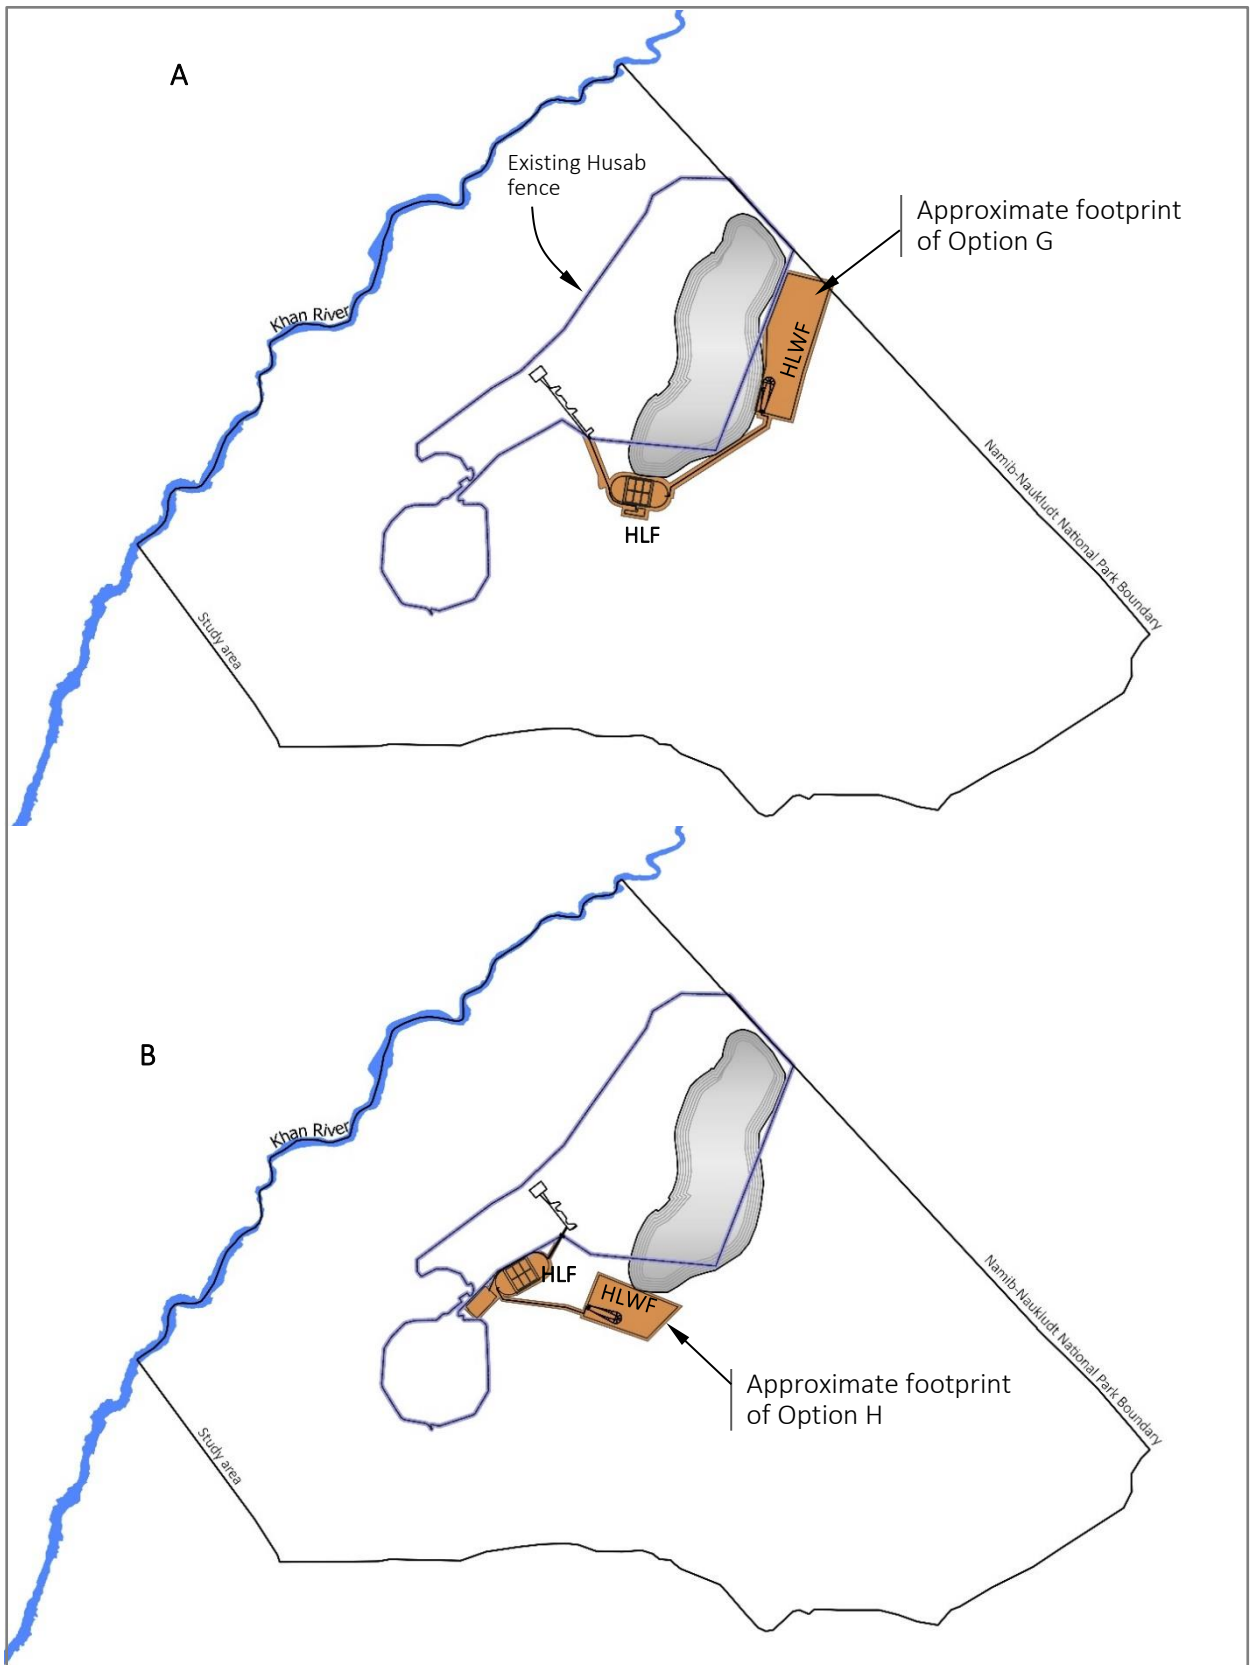 A
Existing Husab
fence
Approximate footprint
of Option G
Khan River
HLWF
HLF
Namib-Naukludt National Park Boundary
Study area
B
Khan River
HLF
HLWF
Approximate footprint
of Option H
Namib-Naukludt National Park Boundary
Study area